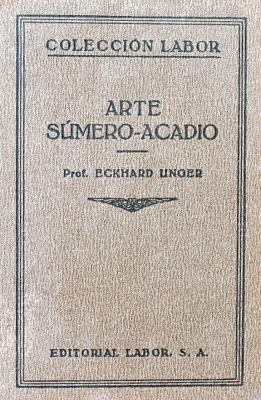 COLECCIÓN LABOR
ARTE
SÚMERO-ACADIO
Prof. ECKHARD UNGER
EDITORIAL LABOR, S. A.